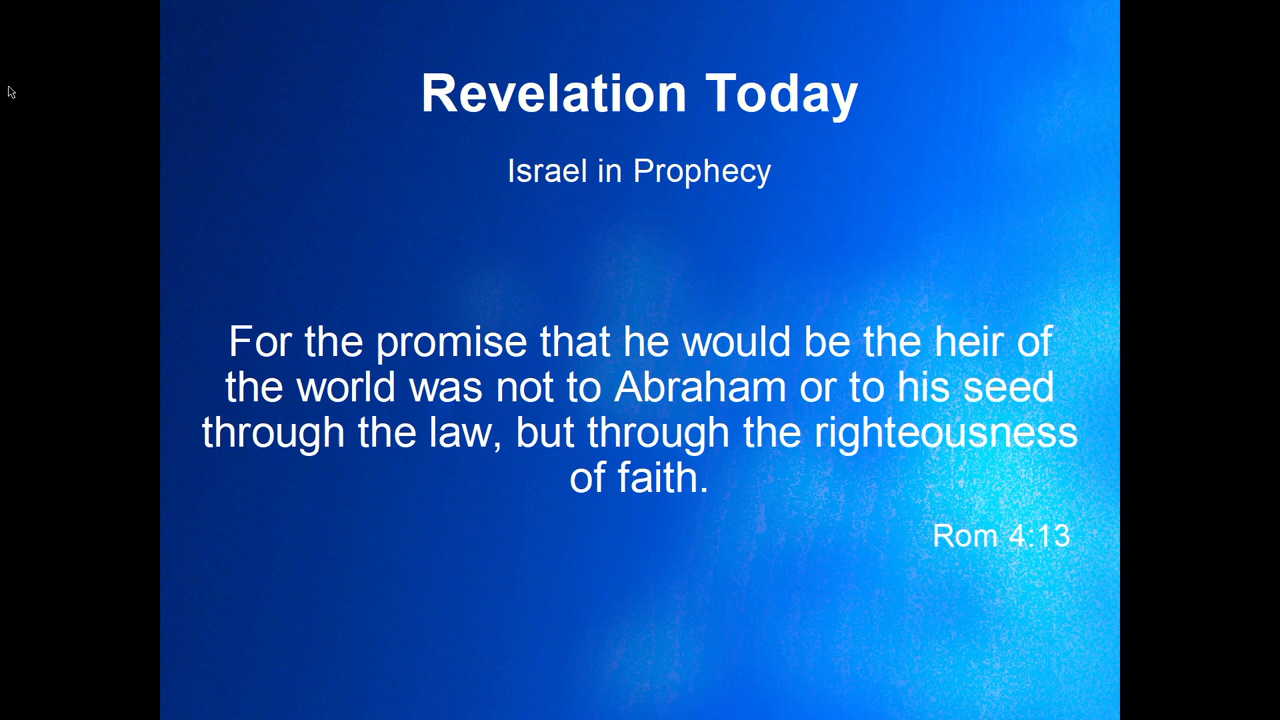 Revelation Today
Israel in Prophecy
For the promise that he would be the heir of
the world was not to Abraham or to his seed
through the law, but through the righteousness
of faith.
Rom 4:13